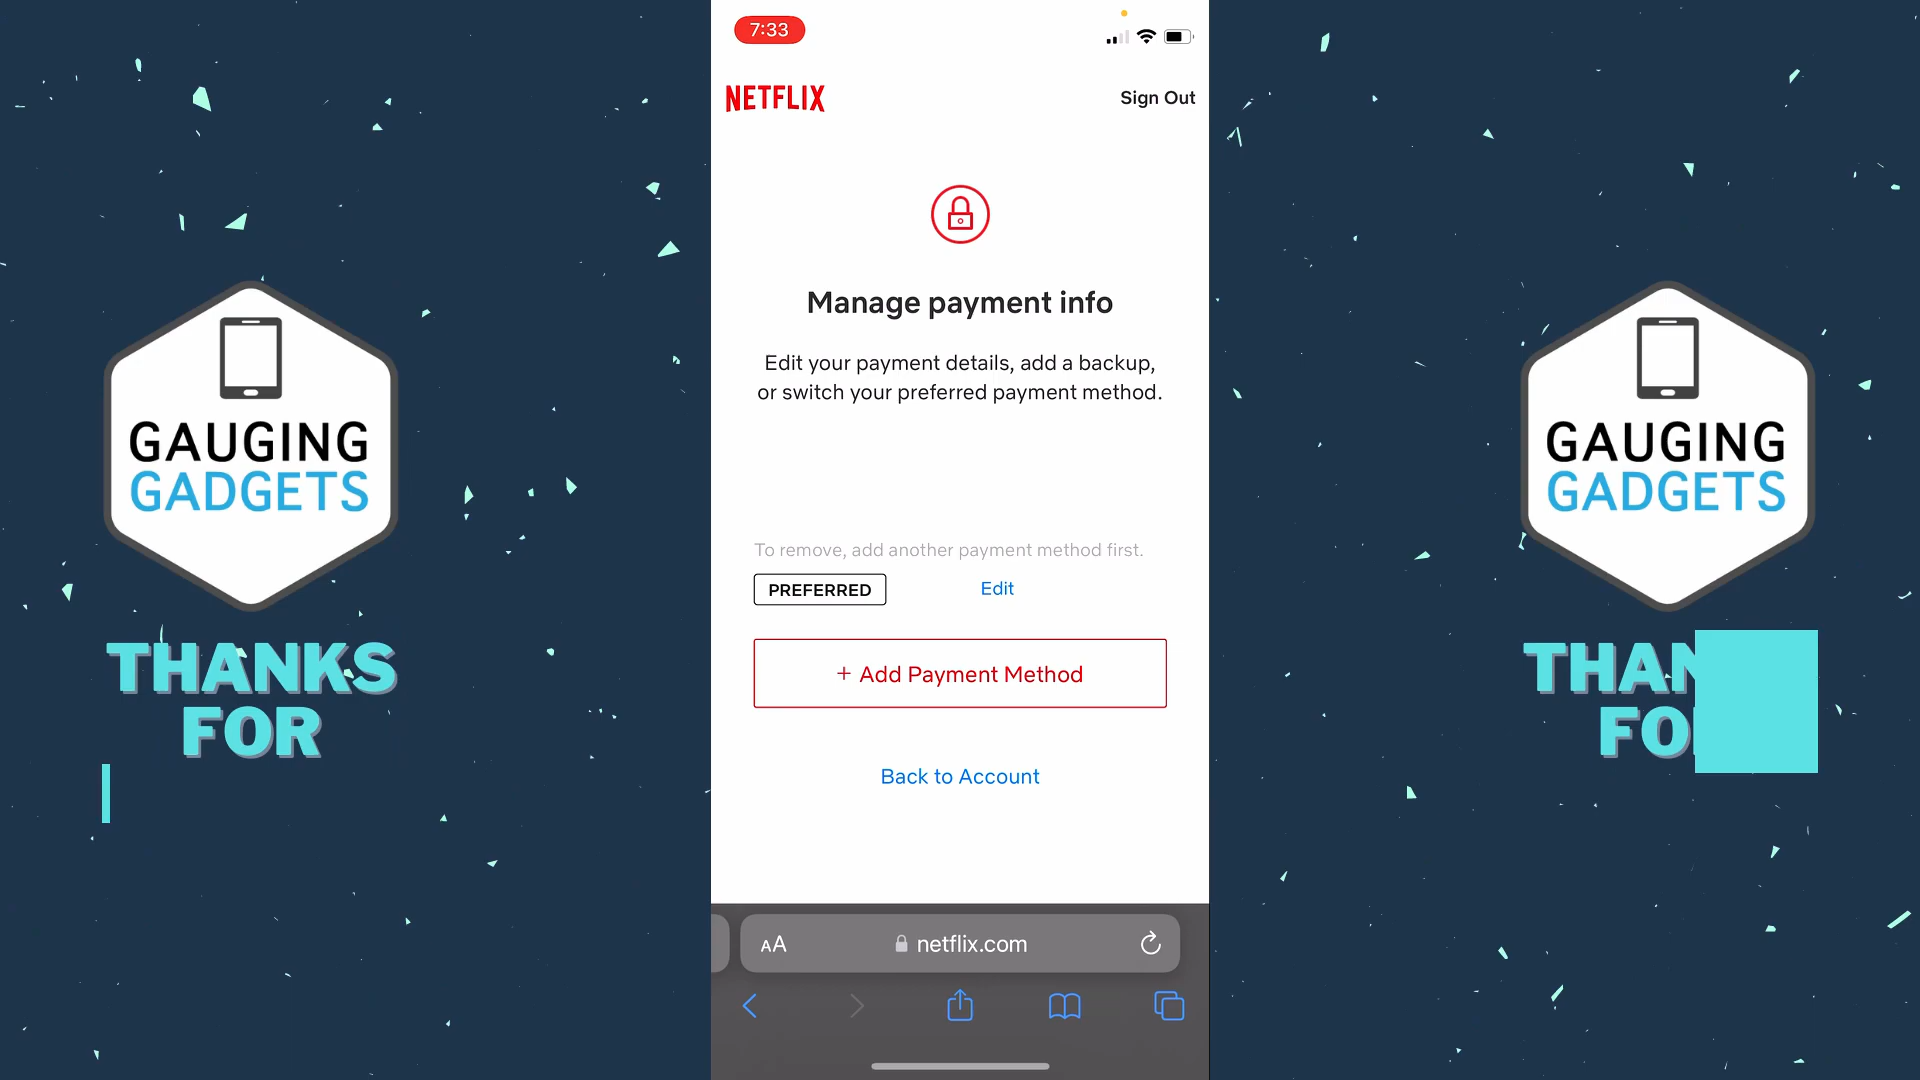 7:33
NETFLIX
Sign Out
Manage payment info
Edit your payment details, add a backup,
or switch your preferred payment method.
To remove, add another payment method first.
PREFERRED
Edit
+ Add Payment Method
Back to Account
AA
netflix.com
GAUGING
GADGETS
THANKS
FOR
GAUGING
GADGETS
THAN
FO